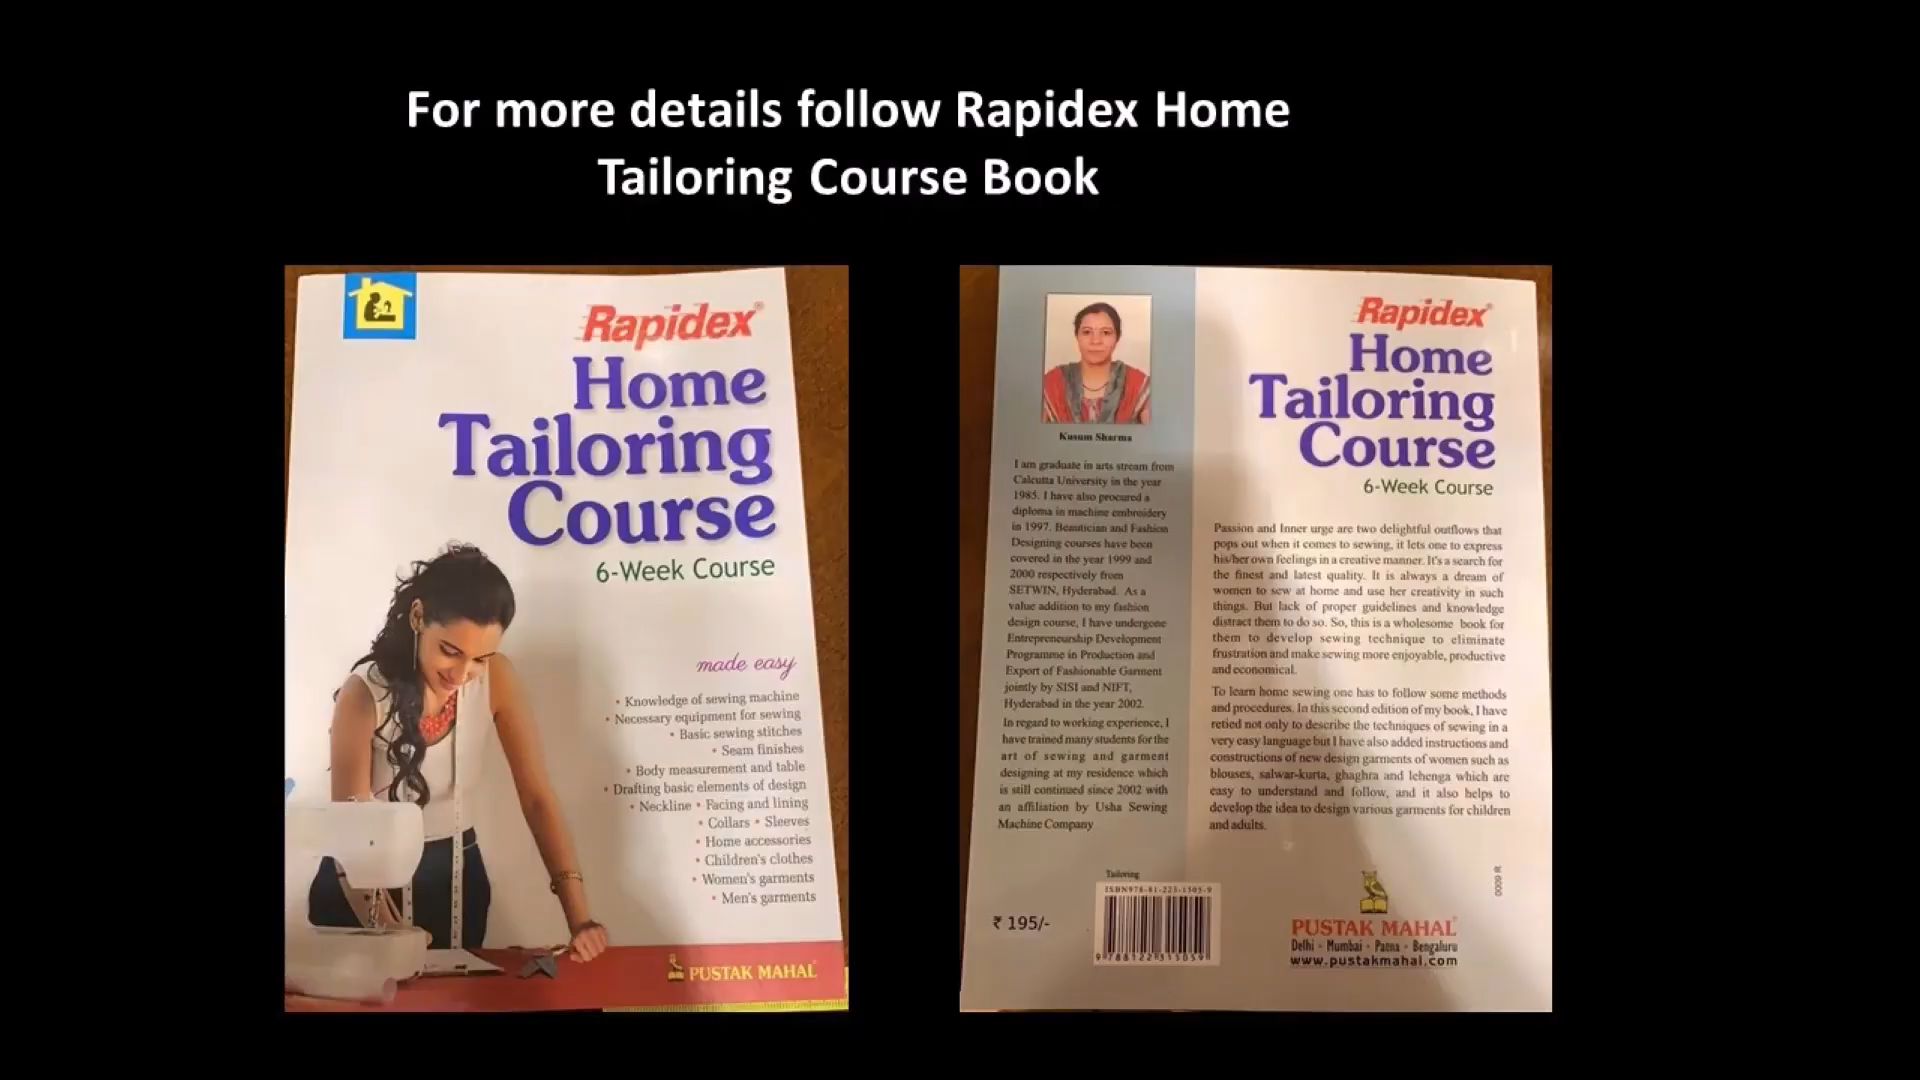 For more details follow Rapidex Home
Tailoring Course Book
Rapidex®
Home
Tailoring
Course
6-Week Course
made easy
• Knowledge of sewing machine
• Necessary equipment for sewing
• Basic sewing stitches
• Seam finishes
• Body measurement and table
• Drafting basic elements of design
• Neckline • Facing and lining
• Collars • Sleeves
• Home accessories
• Children's clothes
• Women's garments
• Men's garments
PUSTAK MAHAL®
Kusum Sharma
I am graduate in arts stream from
Calcutta University in the year
1985. I have also procured a
diploma in machine embroidery
in 1997. Beautician and Fashion
Designing courses have been
covered in the year 1999 and
2000 respectively from
SETWIN, Hyderabad. As a
value addition to my fashion
design course, I have undergone
Entrepreneurship Development
Programme in Production and
Export of Fashionable Garment
jointly by SISI and NIFT,
Hyderabad in the year 2002.
In regard to working experience, I
have trained many students for the
art of sewing and garment
designing at my residence which
is still continued since 2002 with
an affiliation by Usha Sewing
Machine Company
Rapidex®
Home
Tailoring
Course
6-Week Course
Passion and Inner urge are two delightful outflows that
pops out when it comes to sewing, it lets one to express
his/her own feelings in a creative manner. It's a search for
the finest and latest quality. It is always a dream of
women to sew at home and use her creativity in such
things. But lack of proper guidelines and knowledge
distract them to do so. So, this is a wholesome book for
them to develop sewing technique to eliminate
frustration and make sewing more enjoyable, productive
and economical.
To learn home sewing one has to follow some methods
and procedures. In this second edition of my book, I have
retied not only to describe the techniques of sewing in a
very easy language but I have also added instructions and
constructions of new design garments of women such as
blouses, salwar-kurta, ghaghra and lehenga which are
easy to understand and follow, and it also helps to
develop the idea to design various garments for children
and adults.
Tailoring
ISBN978-81-223-1505-9
₹ 195/-
9 788122 315059
0009 R
PUSTAK MAHAL®
Delhi • Mumbai • Patna • Bengaluru
www.pustakmahal.com